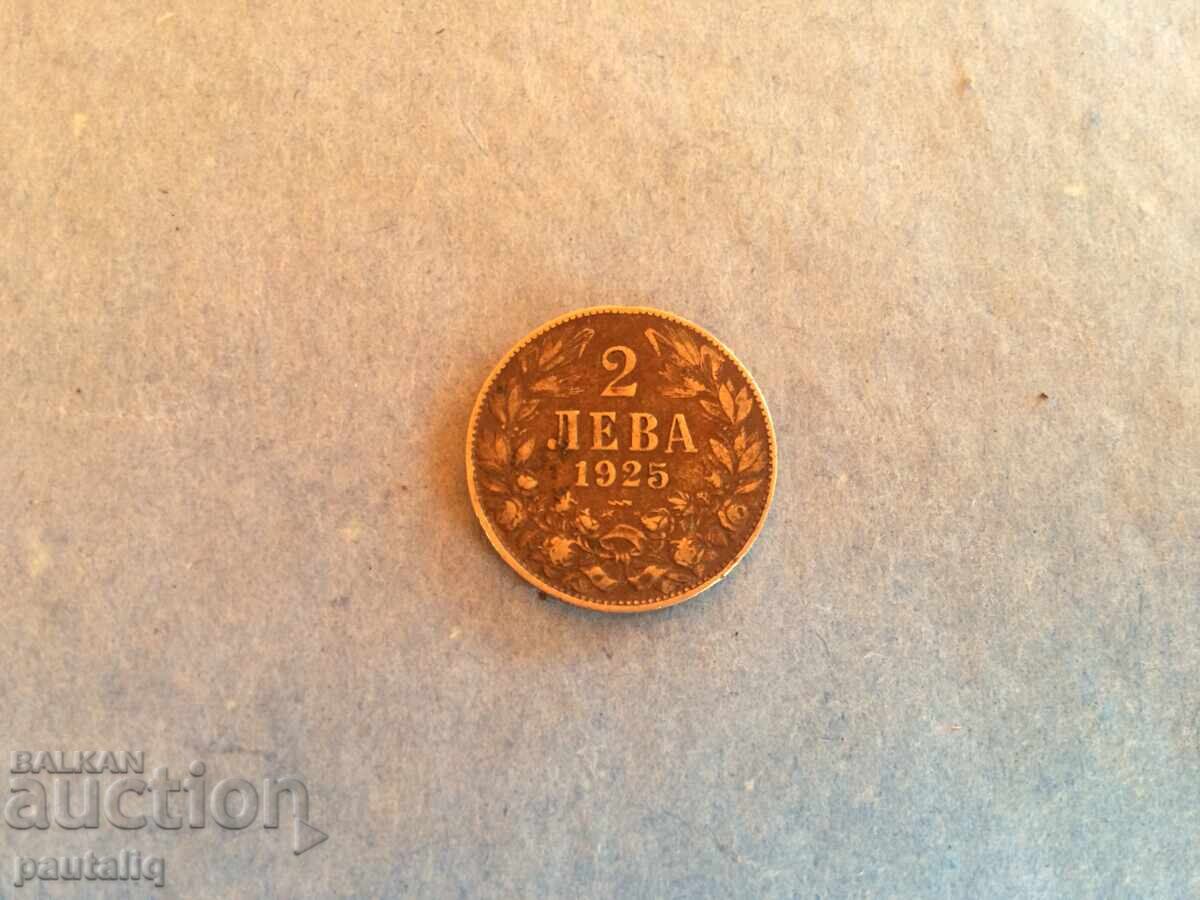 2
ЛЕВА
1925
BALKAN
auction
pautaliq